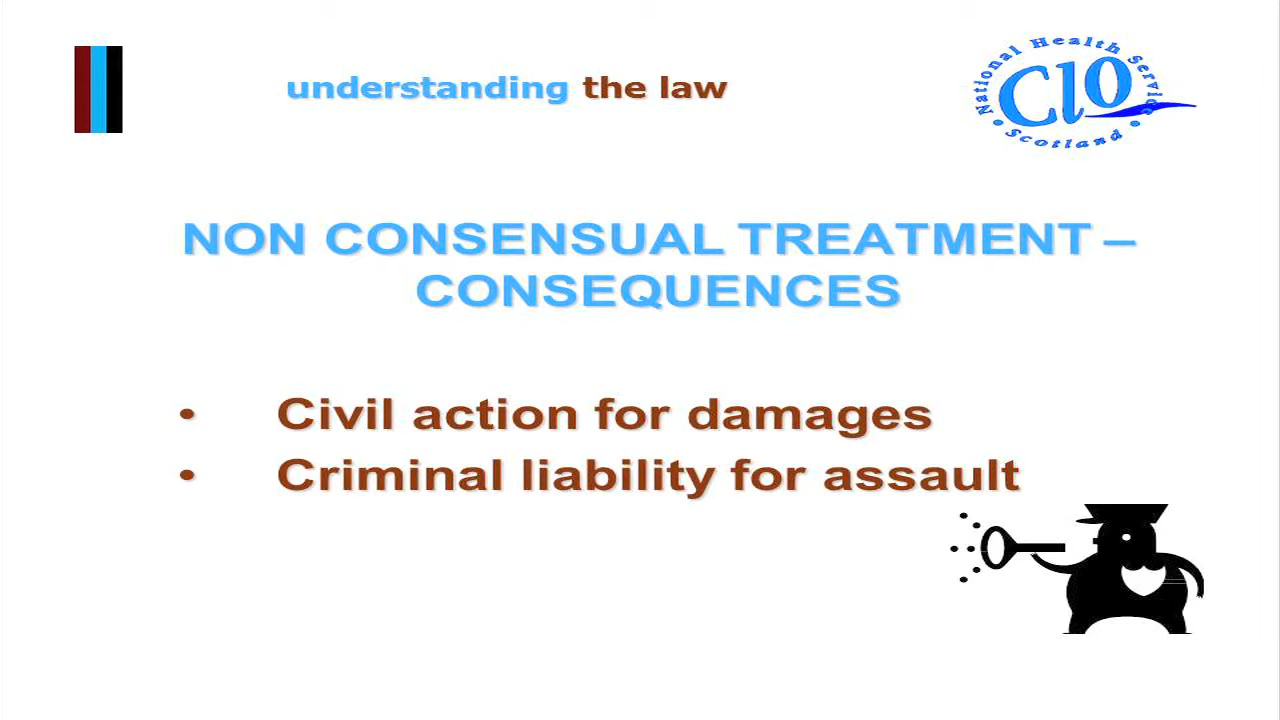 understanding the law
National Health Service
ClO
Scotland
NON CONSENSUAL TREATMENT –
CONSEQUENCES
• Civil action for damages
• Criminal liability for assault